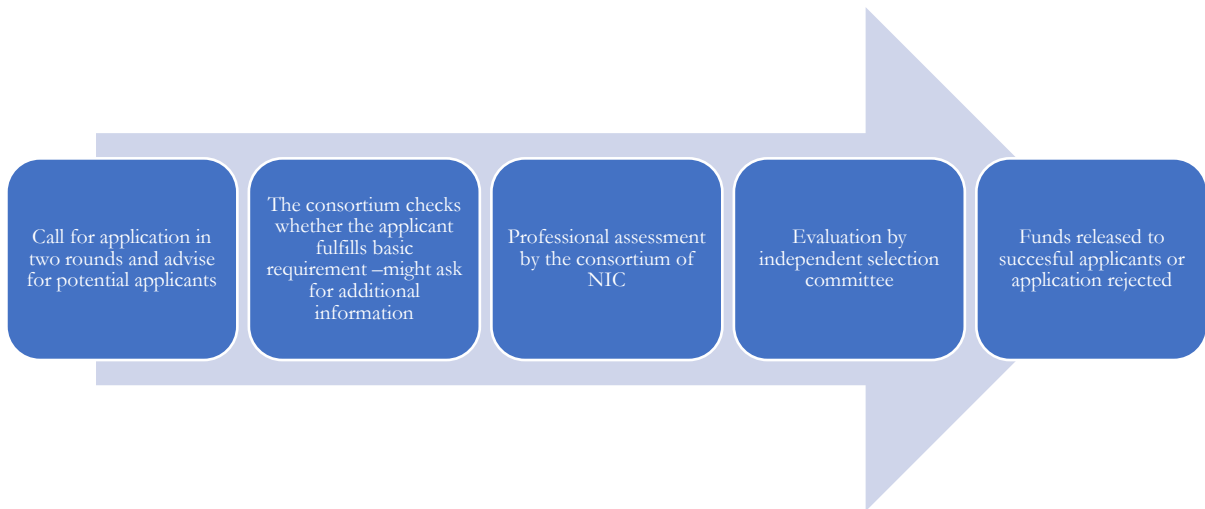 Call for application in
two rounds and advise
for potential applicants
The consortium checks
whether the applicant
fulfills basic
requirement –might ask
for additional
information
Professional assessment
by the consortium of
NIC
Evaluation by
independent selection
committee
Funds released to
succesful applicants or
application rejected